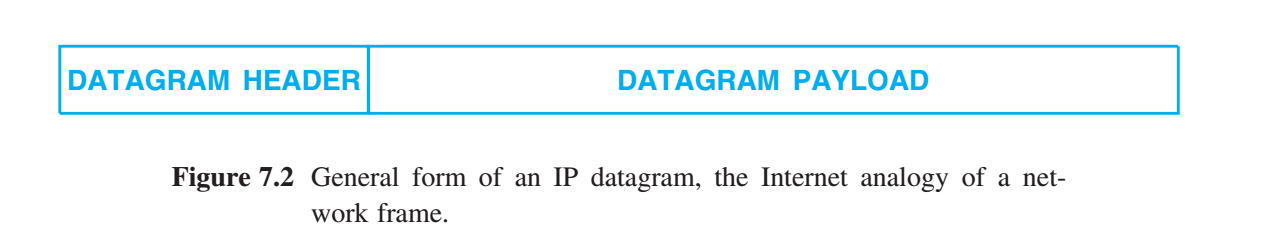 DATAGRAM HEADER DATAGRAM PAYLOAD
Figure 7.2 General form of an IP datagram, the Internet analogy of a net-
work frame.